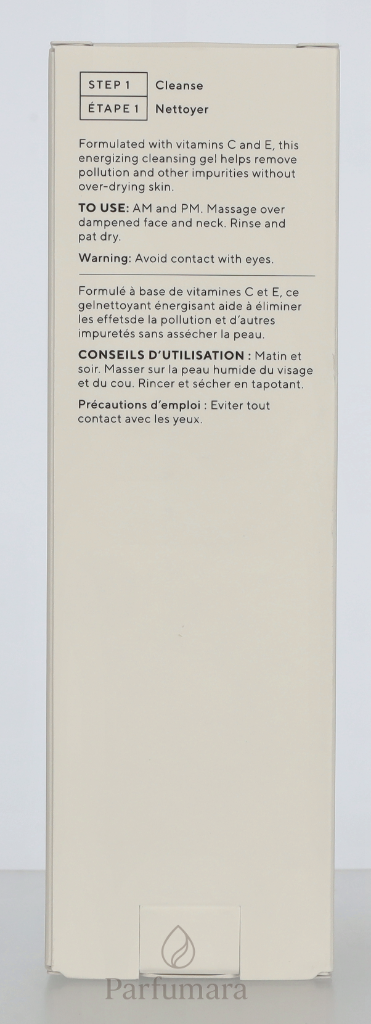 STEP 1 Cleanse
ÉTAPE 1 Nettoyer
Formulated with vitamins C and E, this
energizing cleansing gel helps remove
pollution and other impurities without
over-drying skin.
TO USE: AM and PM. Massage over
dampened face and neck. Rinse and
pat dry.
Warning: Avoid contact with eyes.
Formulé à base de vitamines C et E, ce
gelnettoyant énergisant aide à éliminer
les effetsde la pollution et d'autres
impuretés sans assécher la peau.
CONSEILS D'UTILISATION : Matin et
soir. Masser sur la peau humide du visage
et du cou. Rincer et sécher en tapotant.
Précautions d'emploi : Eviter tout
contact avec les yeux.
Parfumara